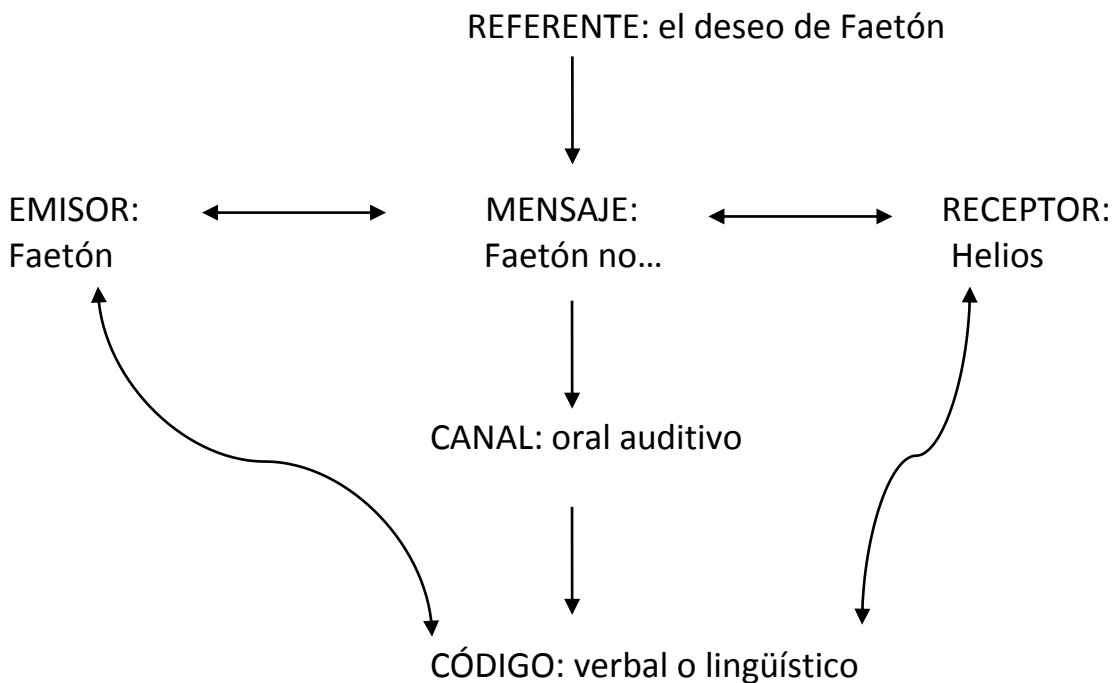 REFERENTE: el deseo de Faetón
EMISOR:
Faetón
MENSAJE:
Faetón no…
RECEPTOR:
Helios
CANAL: oral auditivo
CÓDIGO: verbal o lingüístico